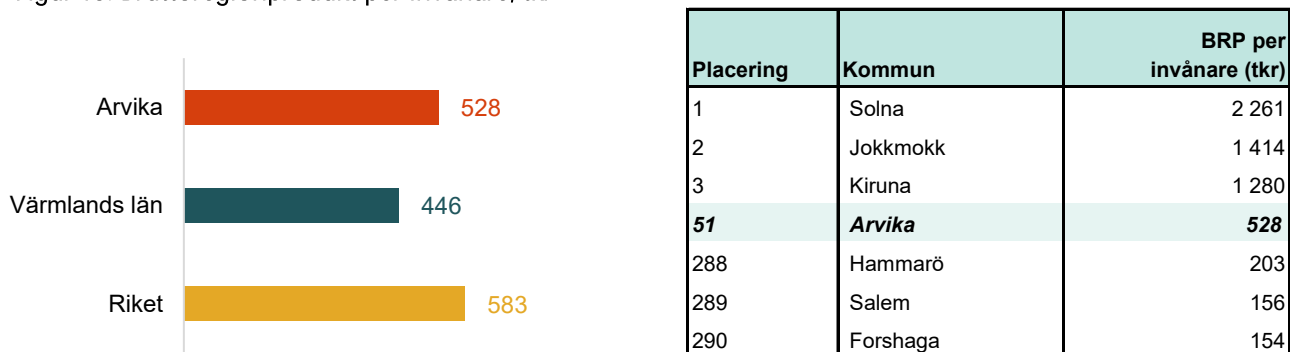 Arvika 528
Värmlands län 446
Riket 583
Placering Kommun BRP per invånare (tkr)
1 Solna 2 261
2 Jokkmokk 1 414
3 Kiruna 1 280
51 Arvika 528
288 Hammarö 203
289 Salem 156
290 Forshaga 154